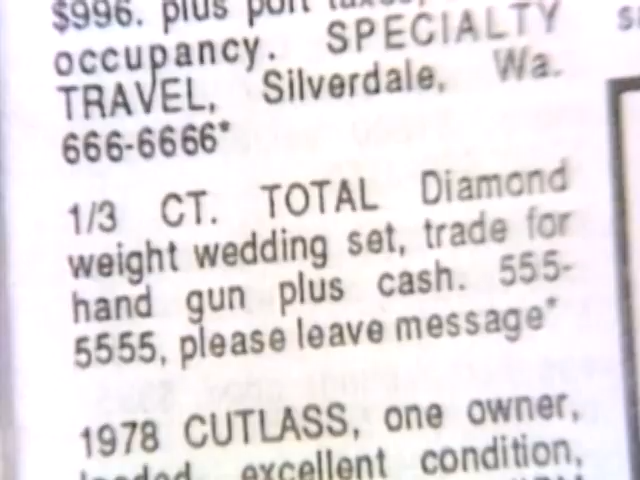 $996. plus port taxes,
occupancy. SPECIALTY
TRAVEL, Silverdale, Wa.
666-6666*
1/3 CT. TOTAL Diamond
weight wedding set, trade for
hand gun plus cash. 555-
5555, please leave message*
1978 CUTLASS, one owner,
loaded, excellent condition,